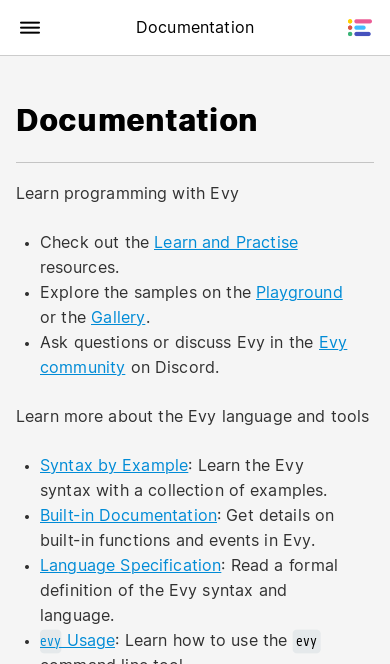 Documentation
Documentation
Learn programming with Evy
• Check out the Learn and Practise
resources.
• Explore the samples on the Playground
or the Gallery.
• Ask questions or discuss Evy in the Evy
community on Discord.
Learn more about the Evy language and tools
• Syntax by Example: Learn the Evy
syntax with a collection of examples.
• Built-in Documentation: Get details on
built-in functions and events in Evy.
• Language Specification: Read a formal
definition of the Evy syntax and
language.
• evy Usage: Learn how to use the evy
command line tool.